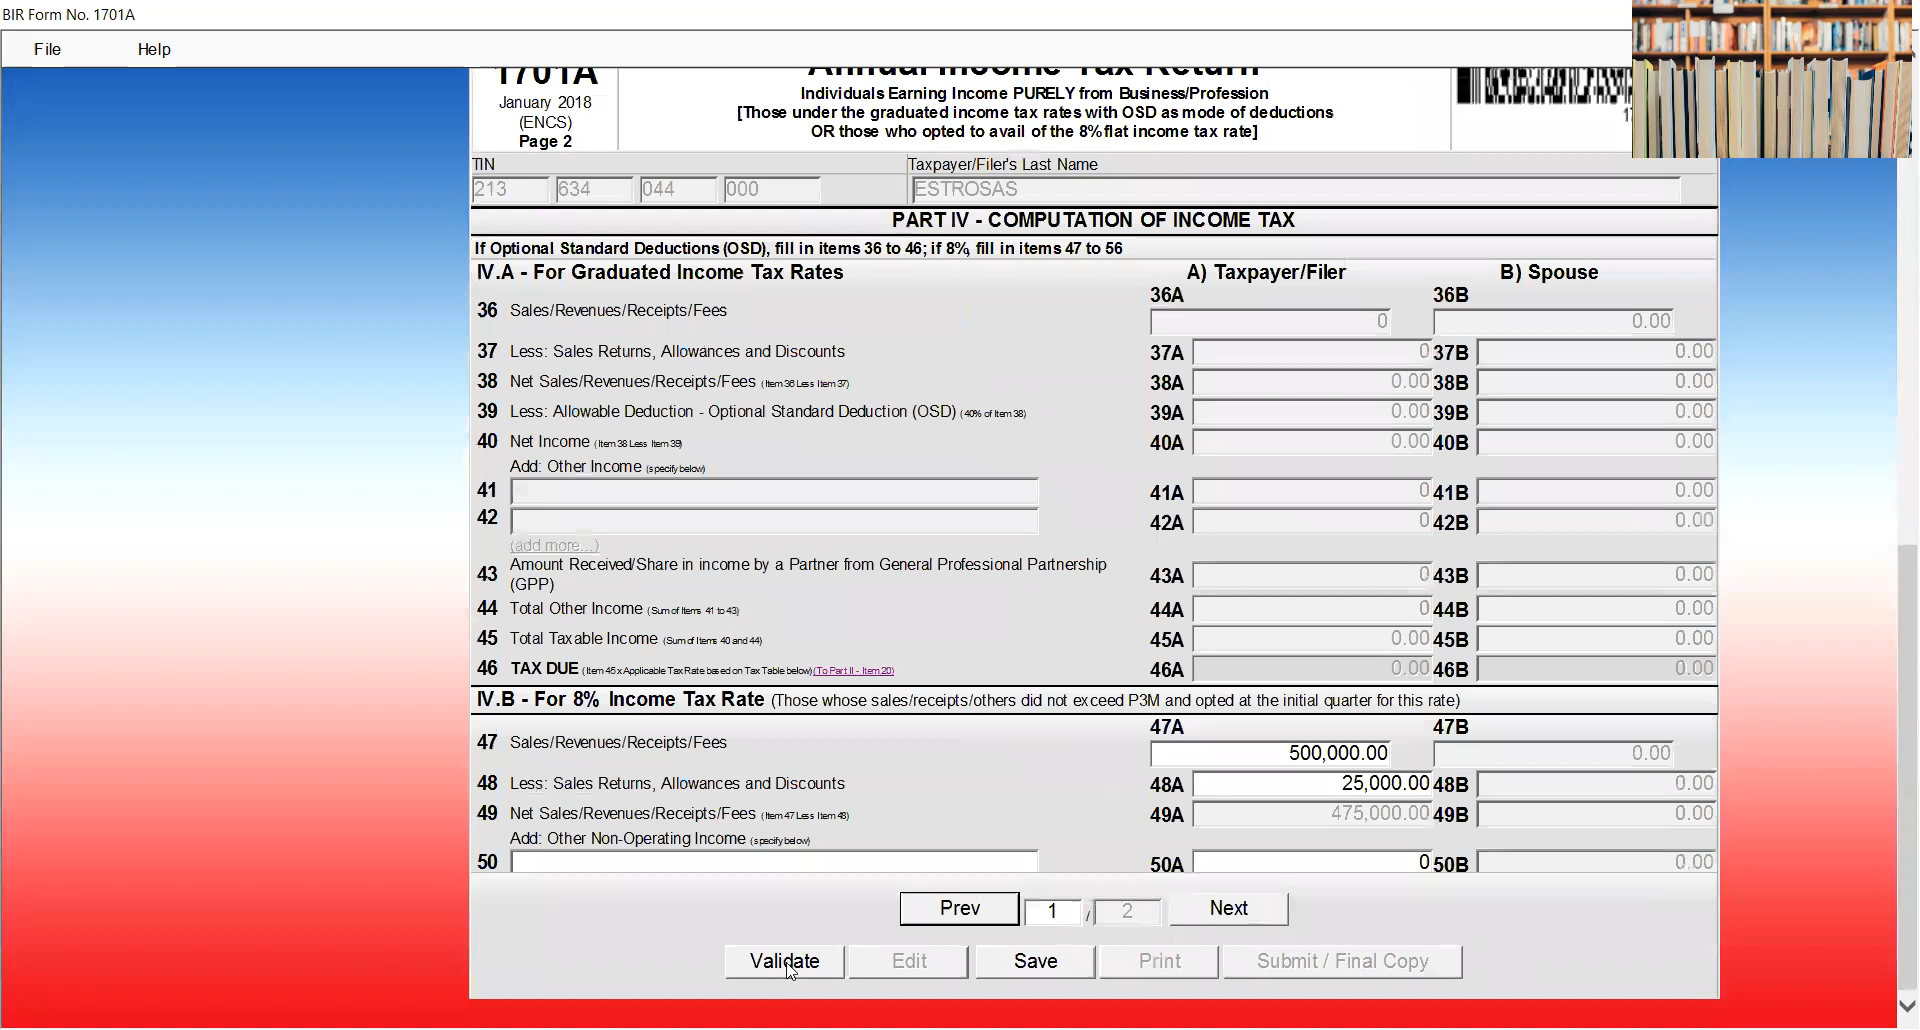 BIR Form No. 1701A
File Help
1701A
Annual Income Tax Return
January 2018
(ENCS)
Page 2
Individuals Earning Income PURELY from Business/Profession
[Those under the graduated income tax rates with OSD as mode of deductions
OR those who opted to avail of the 8% flat income tax rate]
TIN Taxpayer/Filer's Last Name
213 634 044 000 ESTROSAS
PART IV - COMPUTATION OF INCOME TAX
If Optional Standard Deductions (OSD), fill in items 36 to 46; if 8%, fill in items 47 to 56
IV.A - For Graduated Income Tax Rates A) Taxpayer/Filer B) Spouse
36A 36B
36 Sales/Revenues/Receipts/Fees 0 0.00
37 Less: Sales Returns, Allowances and Discounts 37A 0 37B 0.00
38 Net Sales/Revenues/Receipts/Fees (Item 36 Less Item 37) 38A 0.00 38B 0.00
39 Less: Allowable Deduction - Optional Standard Deduction (OSD) (40% of Item 38) 39A 0.00 39B 0.00
40 Net Income (Item 38 Less Item 39) 40A 0.00 40B 0.00
Add: Other Income (specify below)
41 41A 0 41B 0.00
42 42A 0 42B 0.00
(add more...)
43 Amount Received/Share in income by a Partner from General Professional Partnership
(GPP) 43A 0 43B 0.00
44 Total Other Income (Sum of Items 41 to 43) 44A 0 44B 0.00
45 Total Taxable Income (Sum of Items 40 and 44) 45A 0.00 45B 0.00
46 TAX DUE (Item 45 x Applicable Tax Rate based on Tax Table below) (To Part II - Item 20) 46A 0.00 46B 0.00
IV.B - For 8% Income Tax Rate (Those whose sales/receipts/others did not exceed P3M and opted at the initial quarter for this rate)
47A 47B
47 Sales/Revenues/Receipts/Fees 500,000.00 0.00
48 Less: Sales Returns, Allowances and Discounts 48A 25,000.00 48B 0.00
49 Net Sales/Revenues/Receipts/Fees (Item 47 Less Item 48) 49A 475,000.00 49B 0.00
Add: Other Non-Operating Income (specify below)
50 50A 0 50B 0.00
Prev 1 / 2 Next
Validate Edit Save Print Submit / Final Copy